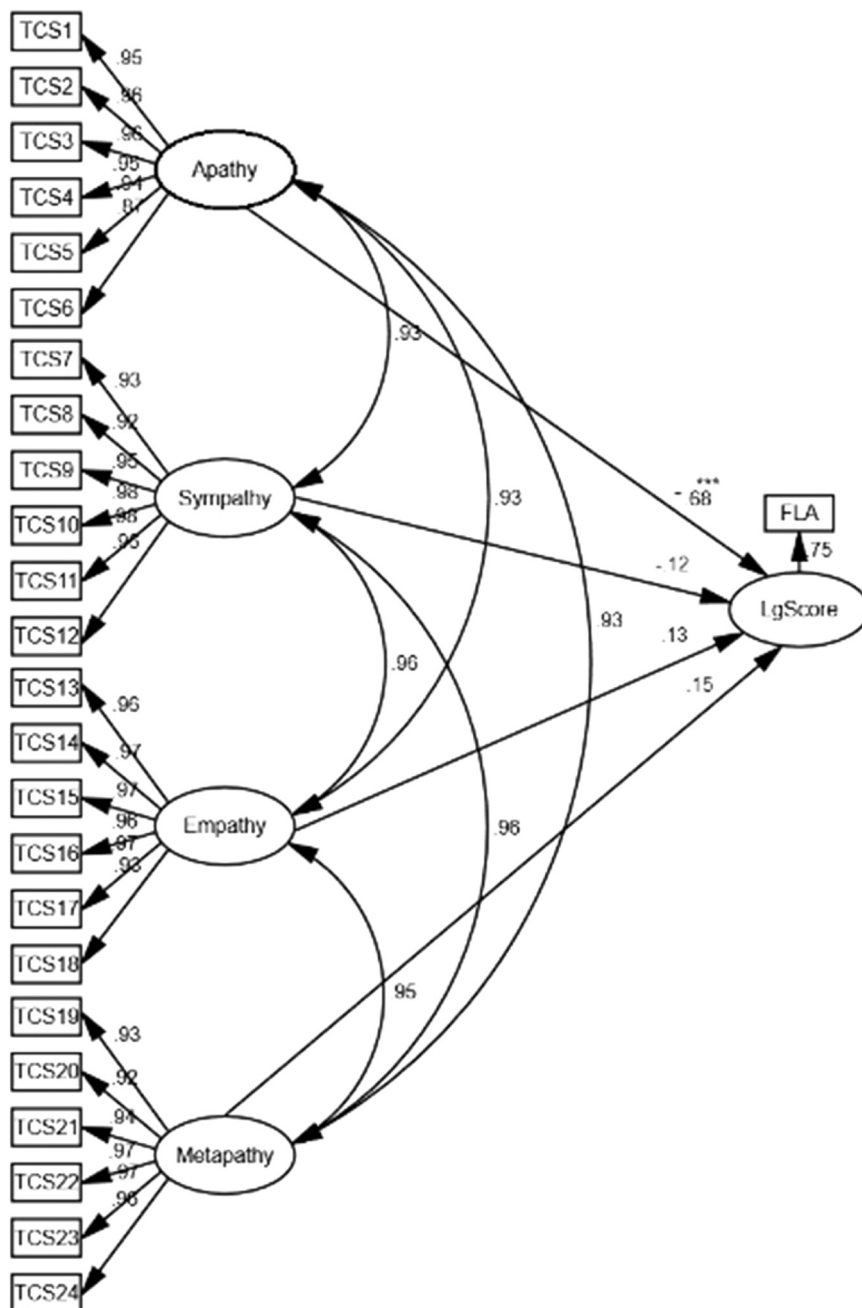 TCS1
.95
TCS2
.96
TCS3
.96
Apathy
.95
TCS4
.94
.87
TCS5
TCS6
.93
TCS7
.93
TCS8
.92
TCS9
.95
Sympathy
.93
.98
TCS10
.98
***
-.68
FLA
.75
TCS11
-.12
LgScore
TCS12
.93
.13
.96
.15
TCS13
.96
TCS14
.97
TCS15
.97
Empathy
.96
.96
TCS16
.97
.93
TCS17
TCS18
.95
TCS19
.93
TCS20
.92
TCS21
.94
.97
Metapathy
TCS22
.97
.96
TCS23
TCS24